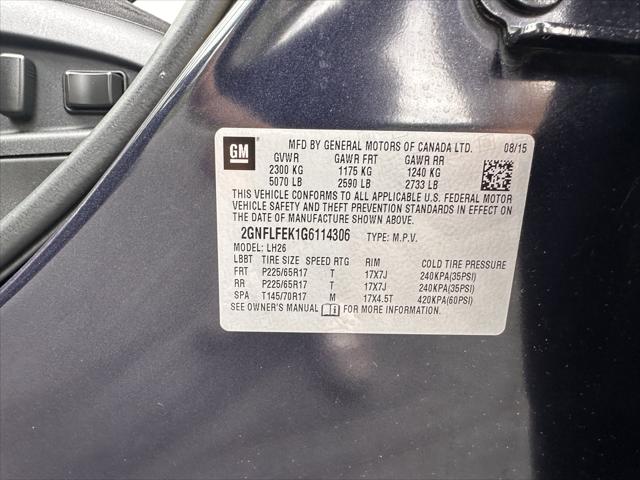 GM
MFD BY GENERAL MOTORS OF CANADA LTD. 08/15
GVWR GAWR FRT GAWR RR
2300 KG 1175 KG 1240 KG
5070 LB 2590 LB 2733 LB
THIS VEHICLE CONFORMS TO ALL APPLICABLE U.S. FEDERAL MOTOR
VEHICLE SAFETY AND THEFT PREVENTION STANDARDS IN EFFECT ON
THE DATE OF MANUFACTURE SHOWN ABOVE.
2GNFLFEK1G6114306 TYPE: M.P.V.
MODEL: LH26
LBBT TIRE SIZE SPEED RTG RIM COLD TIRE PRESSURE
FRT P225/65R17 T 17X7J 240KPA(35PSI)
RR P225/65R17 T 17X7J 240KPA(35PSI)
SPA T145/70R17 M 17X4.5T 420KPA(60PSI)
SEE OWNER'S MANUAL FOR MORE INFORMATION.